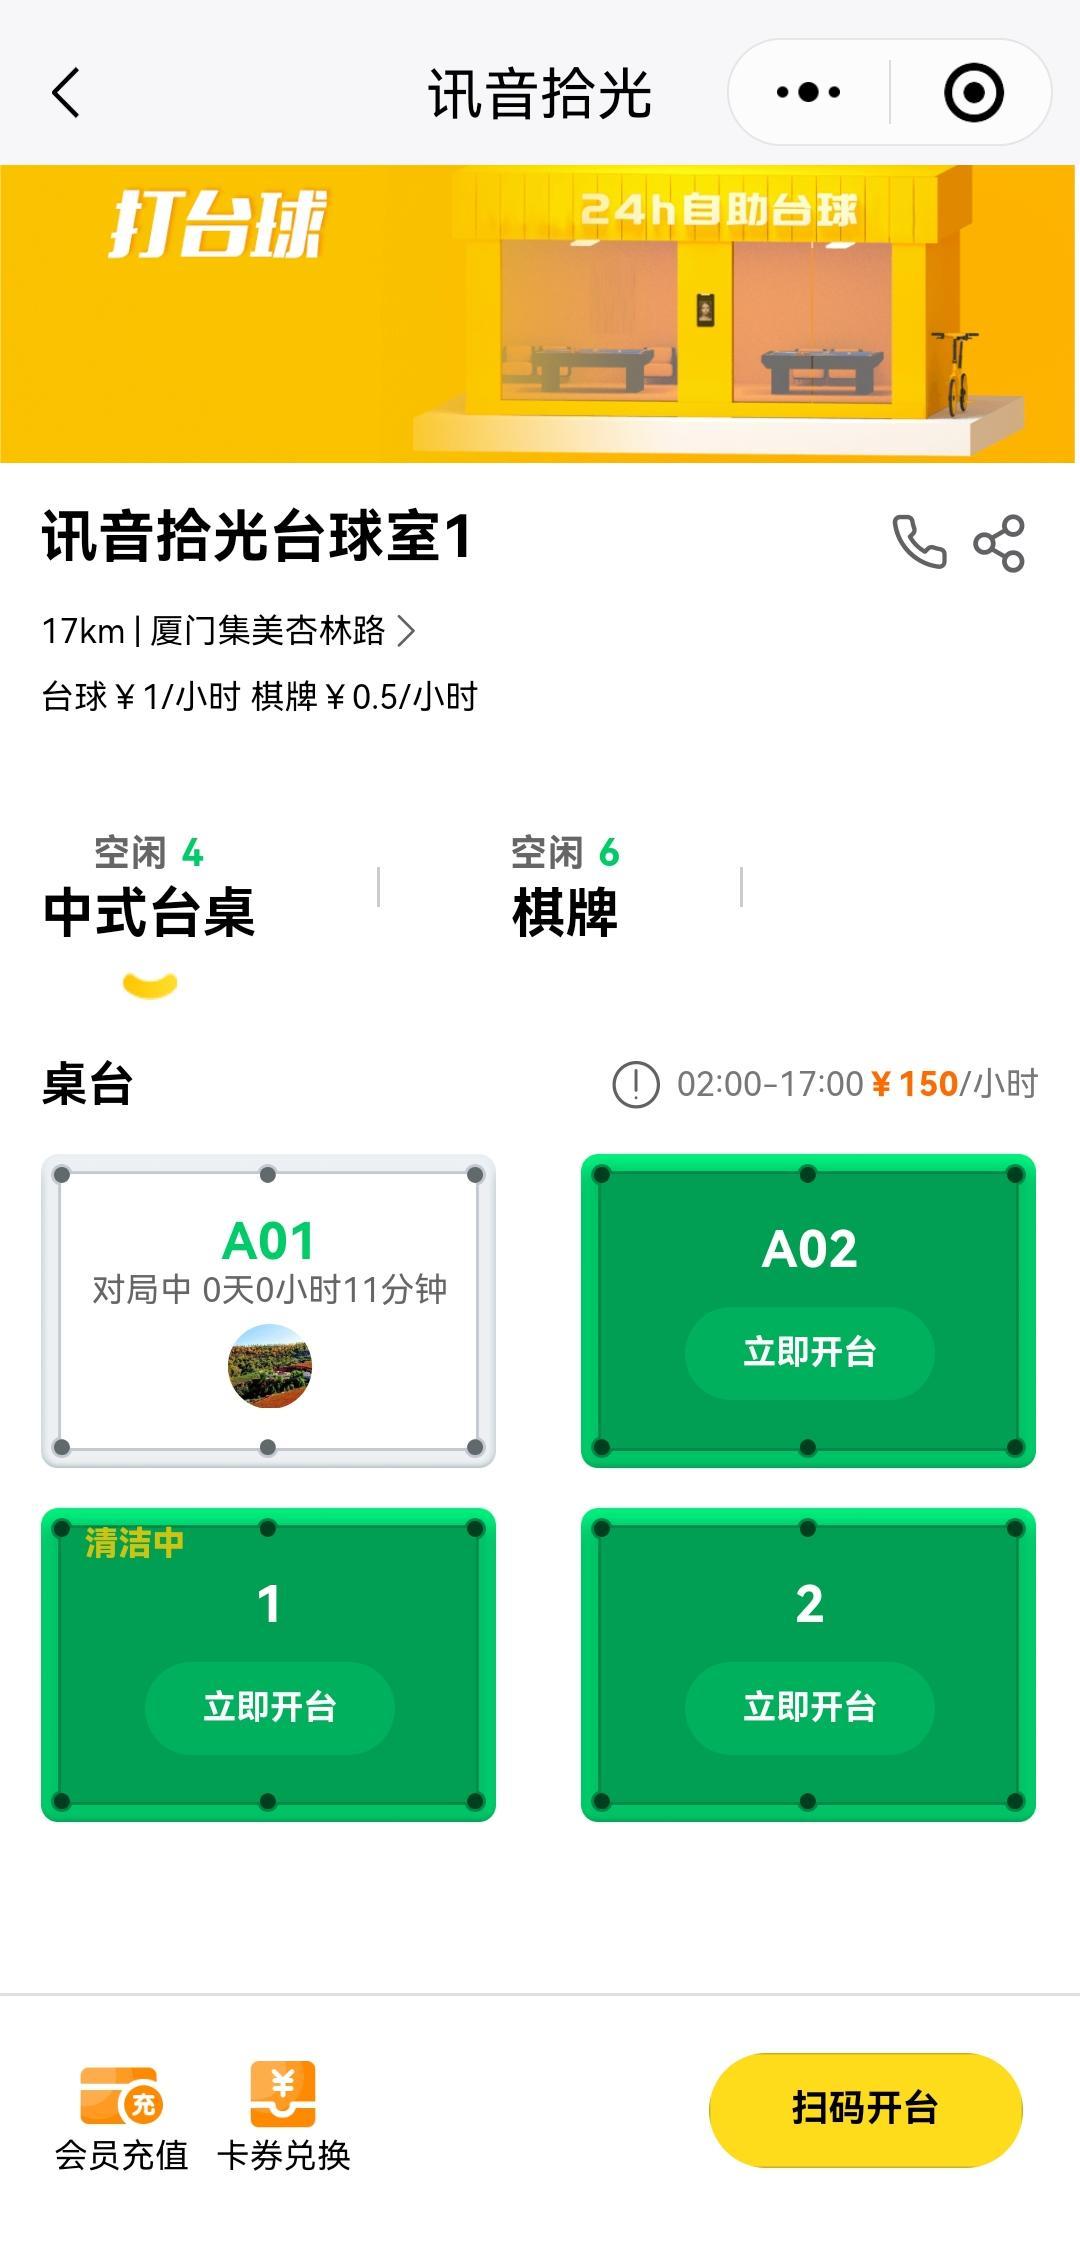 讯音拾光
打台球
24h自助台球
讯音拾光台球室1
17km | 厦门集美杏林路
台球￥1/小时 棋牌￥0.5/小时
空闲 4
空闲 6
中式台桌
棋牌
桌台
02:00-17:00￥150/小时
A01
对局中 0天0小时11分钟
A02
立即开台
清洁中
1
立即开台
2
立即开台
充
¥
会员充值
卡券兑换
扫码开台